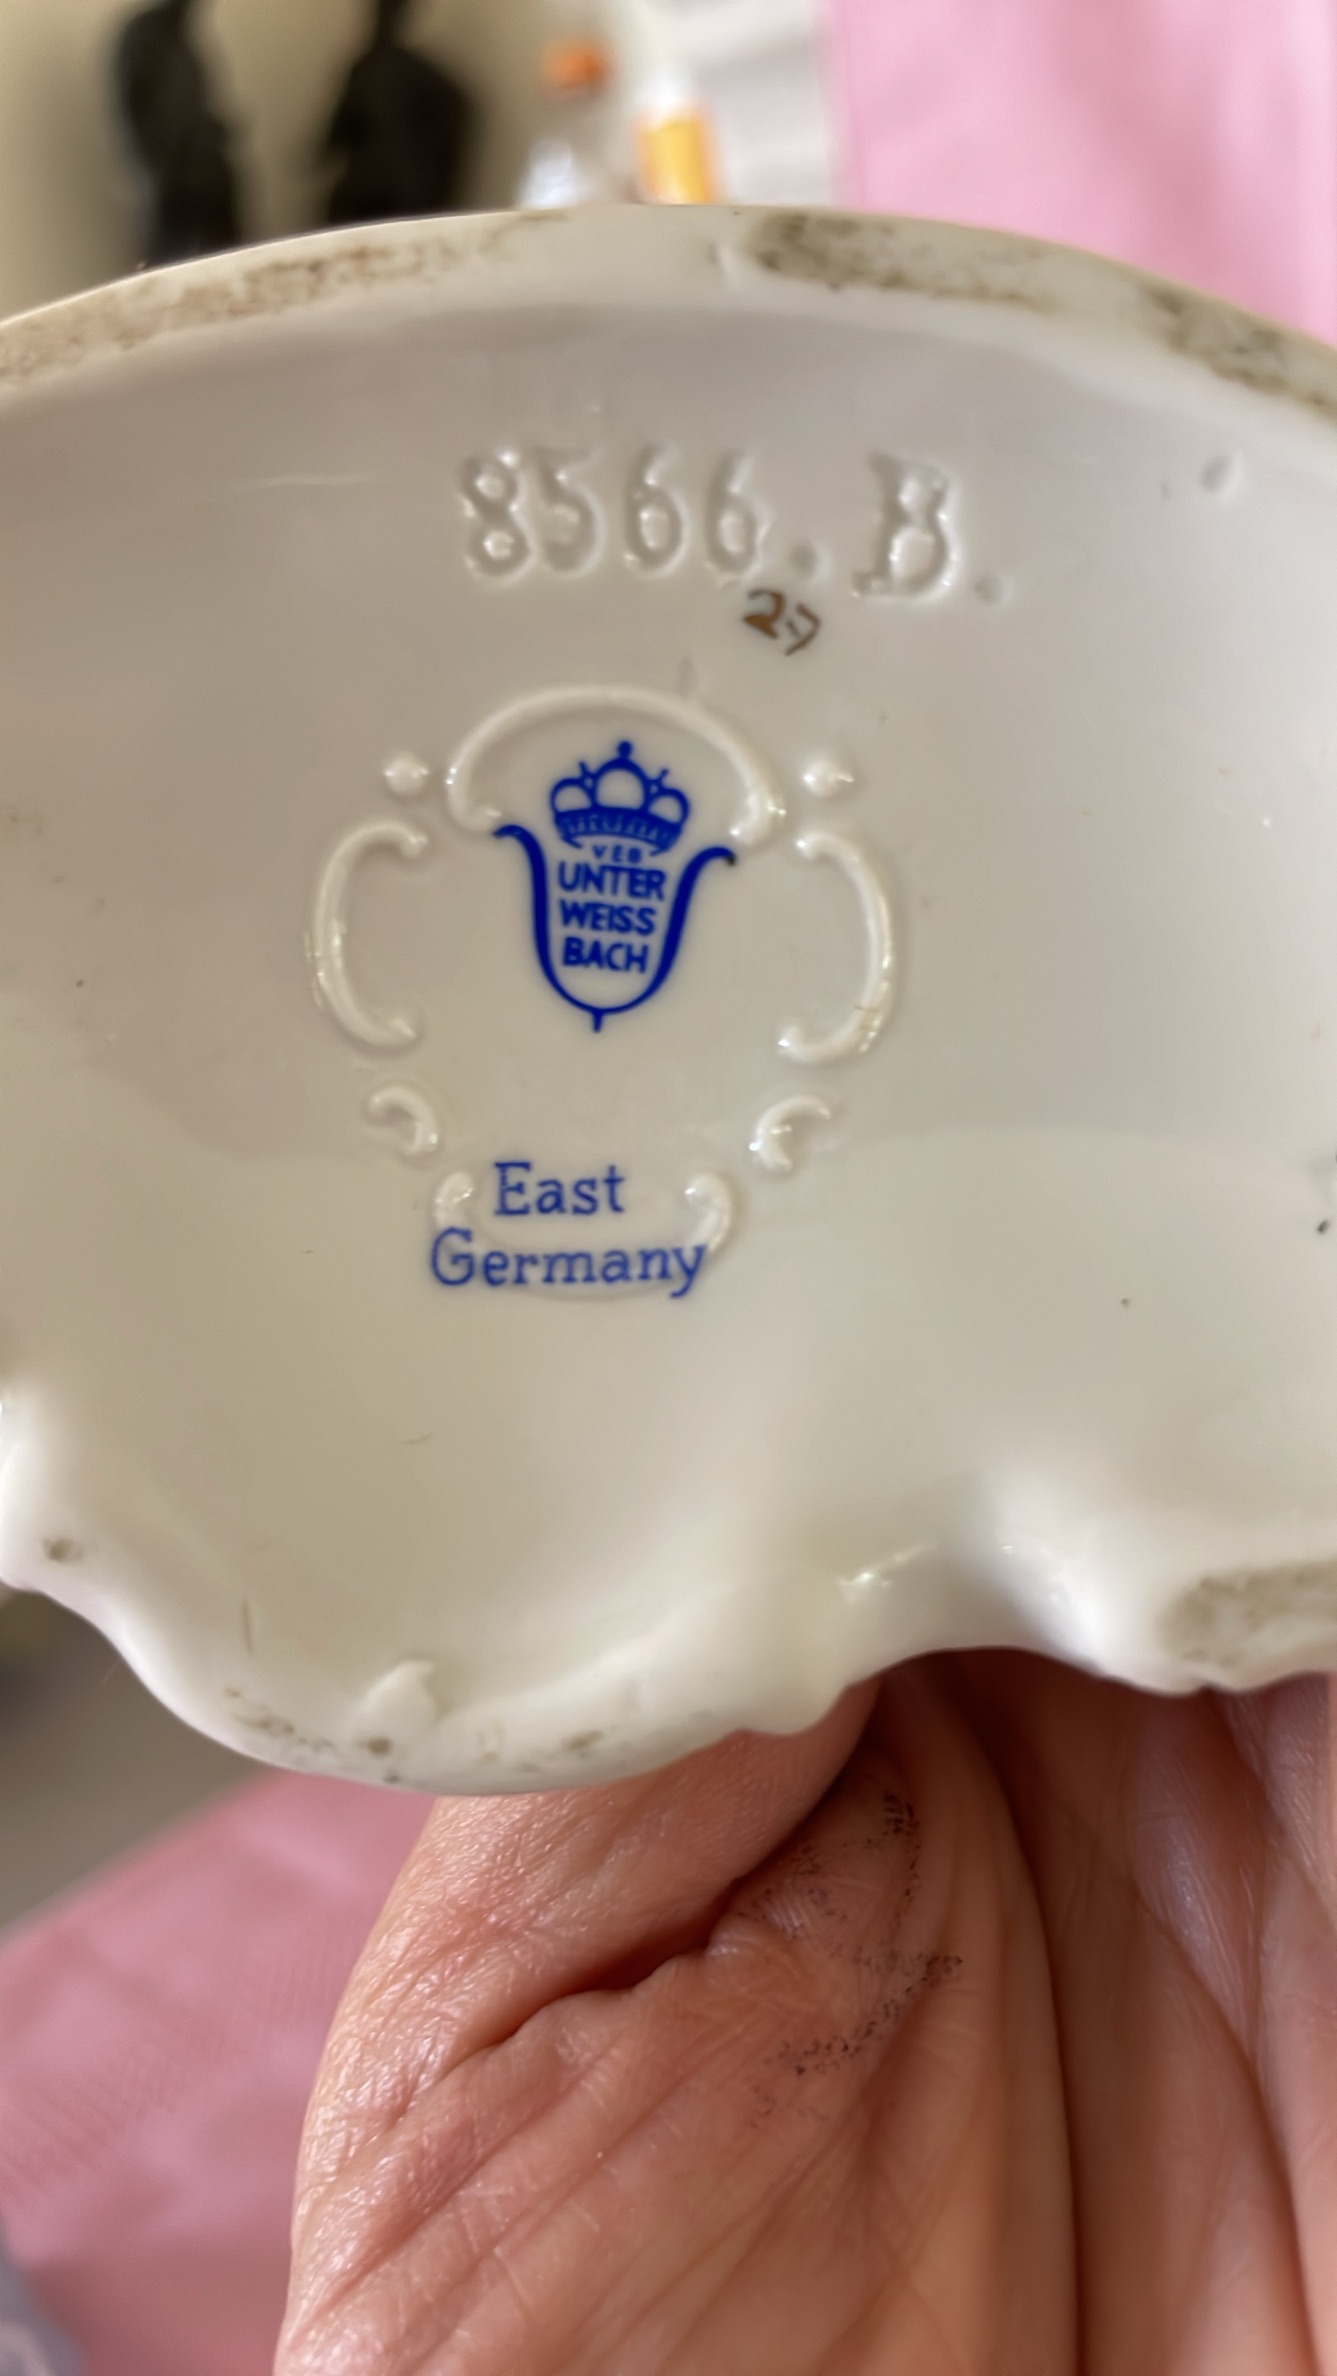 8566. B.
27
VEB
UNTER
WEISS
BACH
East
Germany